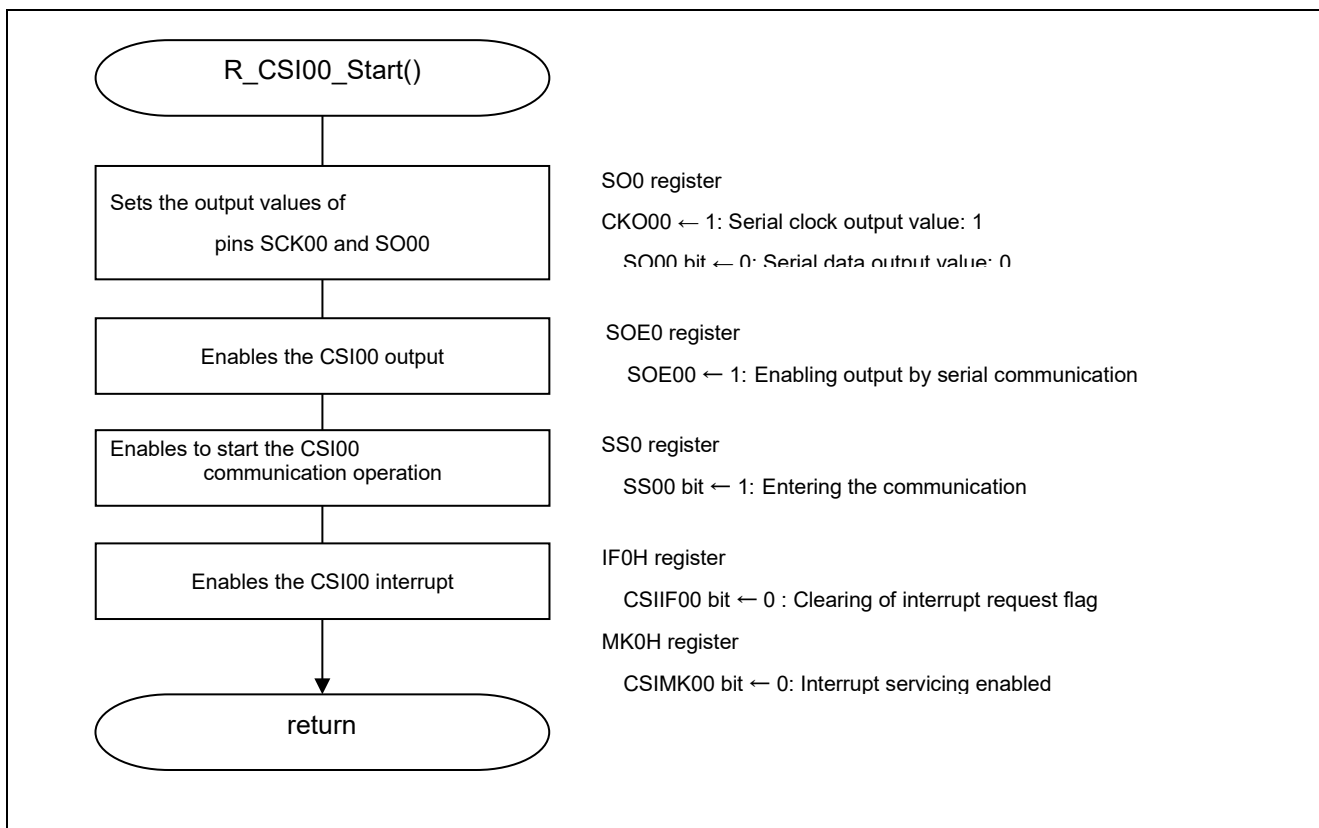 R_CSI00_Start()
Sets the output values of
pins SCK00 and SO00
SO0 register
CKO00 ← 1: Serial clock output value: 1
SO00 bit ← 0: Serial data output value: 0
Enables the CSI00 output
SOE0 register
SOE00 ← 1: Enabling output by serial communication
Enables to start the CSI00
communication operation
SS0 register
SS00 bit ← 1: Entering the communication
Enables the CSI00 interrupt
IF0H register
CSIIF00 bit ← 0 : Clearing of interrupt request flag
MK0H register
CSIMK00 bit ← 0: Interrupt servicing enabled
return